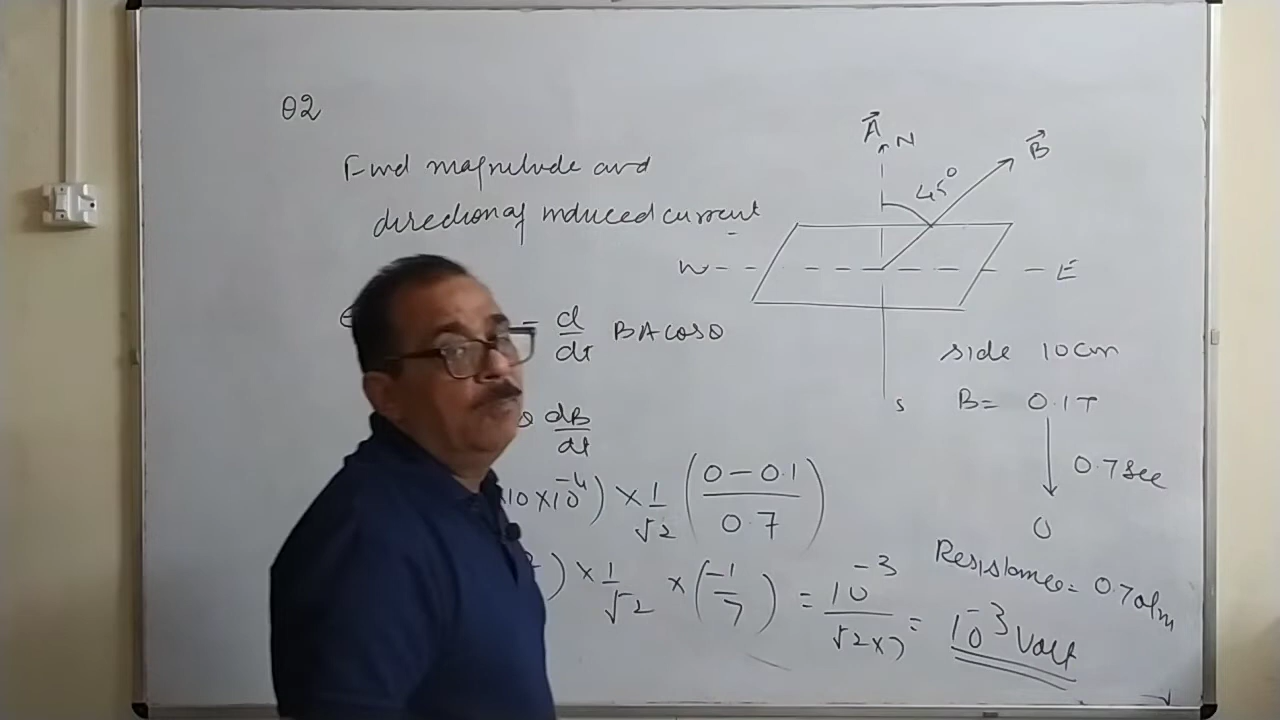 Q2
Find magnitude and
direction of induced current
A N
B
45°
W E
S
= d/dt BA cosθ
side 10cm
B= 0.1T
dB/dt
0.7 sec
0
×10×10⁻⁴) × 1/√2 (0-0.1/0.7)
) × 1/√2 × (-1/7) = 10⁻³/√2×7 = 10⁻³ Volt
Resistance = 0.7 ohm